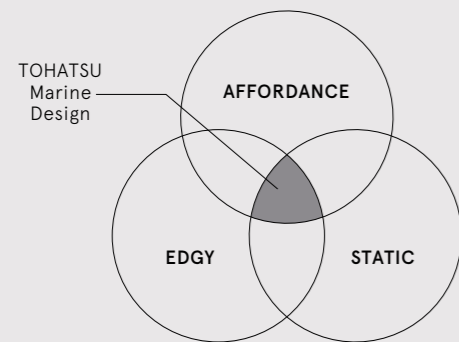 TOHATSU
Marine
Design
AFFORDANCE
EDGY
STATIC